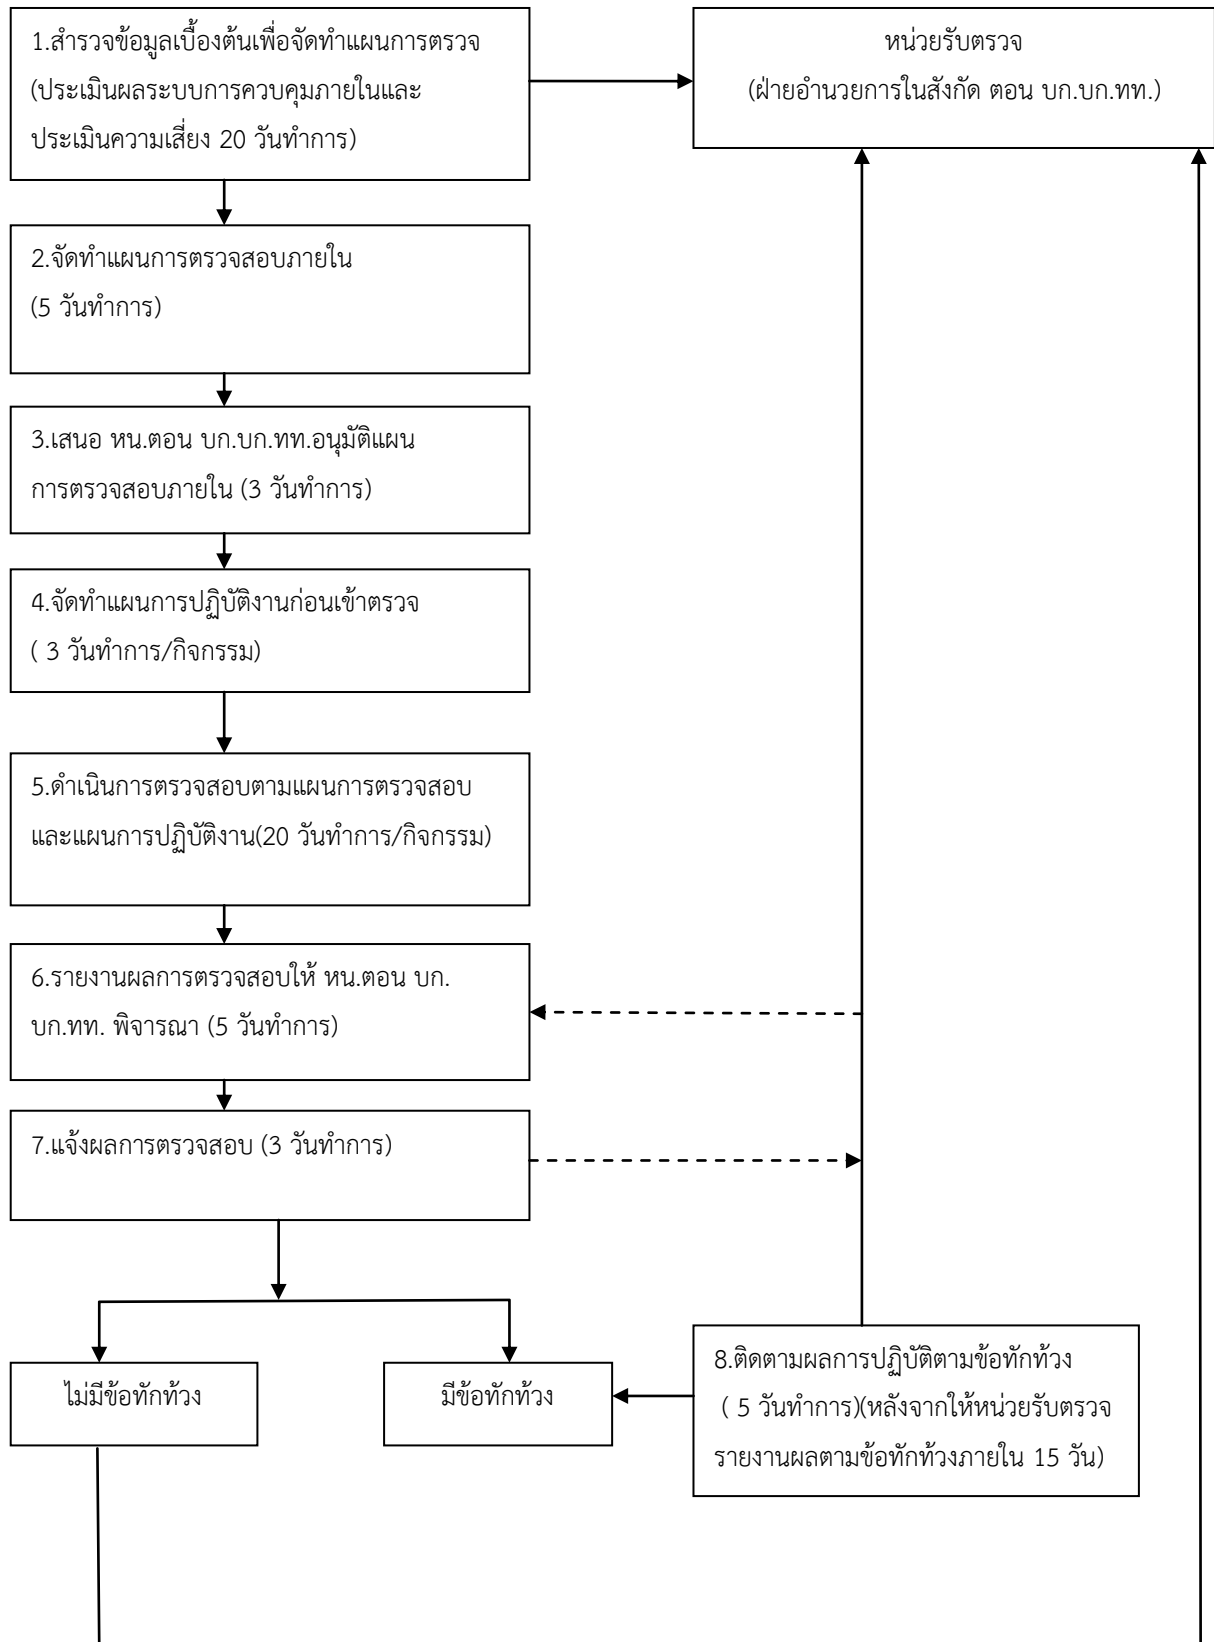 1.สำรวจข้อมูลเบื้องต้นเพื่อจัดทำแผนการตรวจ
(ประเมินผลระบบการควบคุมภายในและ
ประเมินความเสี่ยง 20 วันทำการ)
หน่วยรับตรวจ
(ฝ่ายอำนวยการในสังกัด ตอน บก.บก.ทท.)
2.จัดทำแผนการตรวจสอบภายใน
(5 วันทำการ)
3.เสนอ หน.ตอน บก.บก.ทท.อนุมัติแผน
การตรวจสอบภายใน (3 วันทำการ)
4.จัดทำแผนการปฏิบัติงานก่อนเข้าตรวจ
( 3 วันทำการ/กิจกรรม)
5.ดำเนินการตรวจสอบตามแผนการตรวจสอบ
และแผนการปฏิบัติงาน(20 วันทำการ/กิจกรรม)
6.รายงานผลการตรวจสอบให้ หน.ตอน บก.
บก.ทท. พิจารณา (5 วันทำการ)
7.แจ้งผลการตรวจสอบ (3 วันทำการ)
ไม่มีข้อทักท้วง
มีข้อทักท้วง
8.ติดตามผลการปฏิบัติตามข้อทักท้วง
( 5 วันทำการ)(หลังจากให้หน่วยรับตรวจ
รายงานผลตามข้อทักท้วงภายใน 15 วัน)